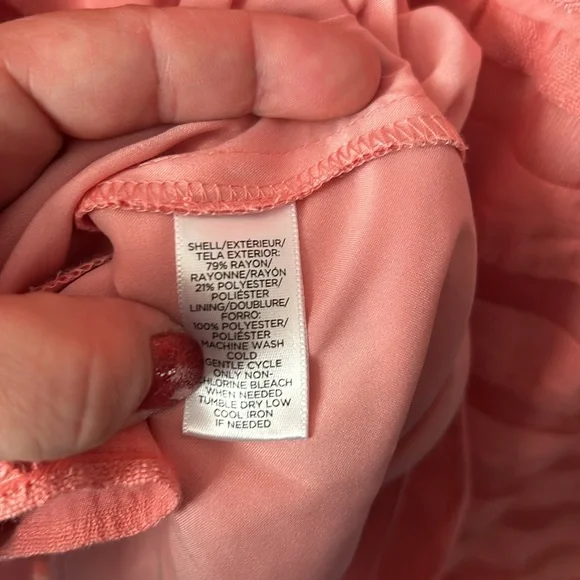 SHELL/EXTÉRIEUR/
TELA EXTERIOR:
79% RAYON/
RAYONNE/RAYÓN
21% POLYESTER/
POLIÉSTER
LINING/DOUBLURE/
FORRO:
100% POLYESTER/
POLIÉSTER
MACHINE WASH
COLD
GENTLE CYCLE
ONLY NON-
CHLORINE BLEACH
WHEN NEEDED
TUMBLE DRY LOW
COOL IRON
IF NEEDED